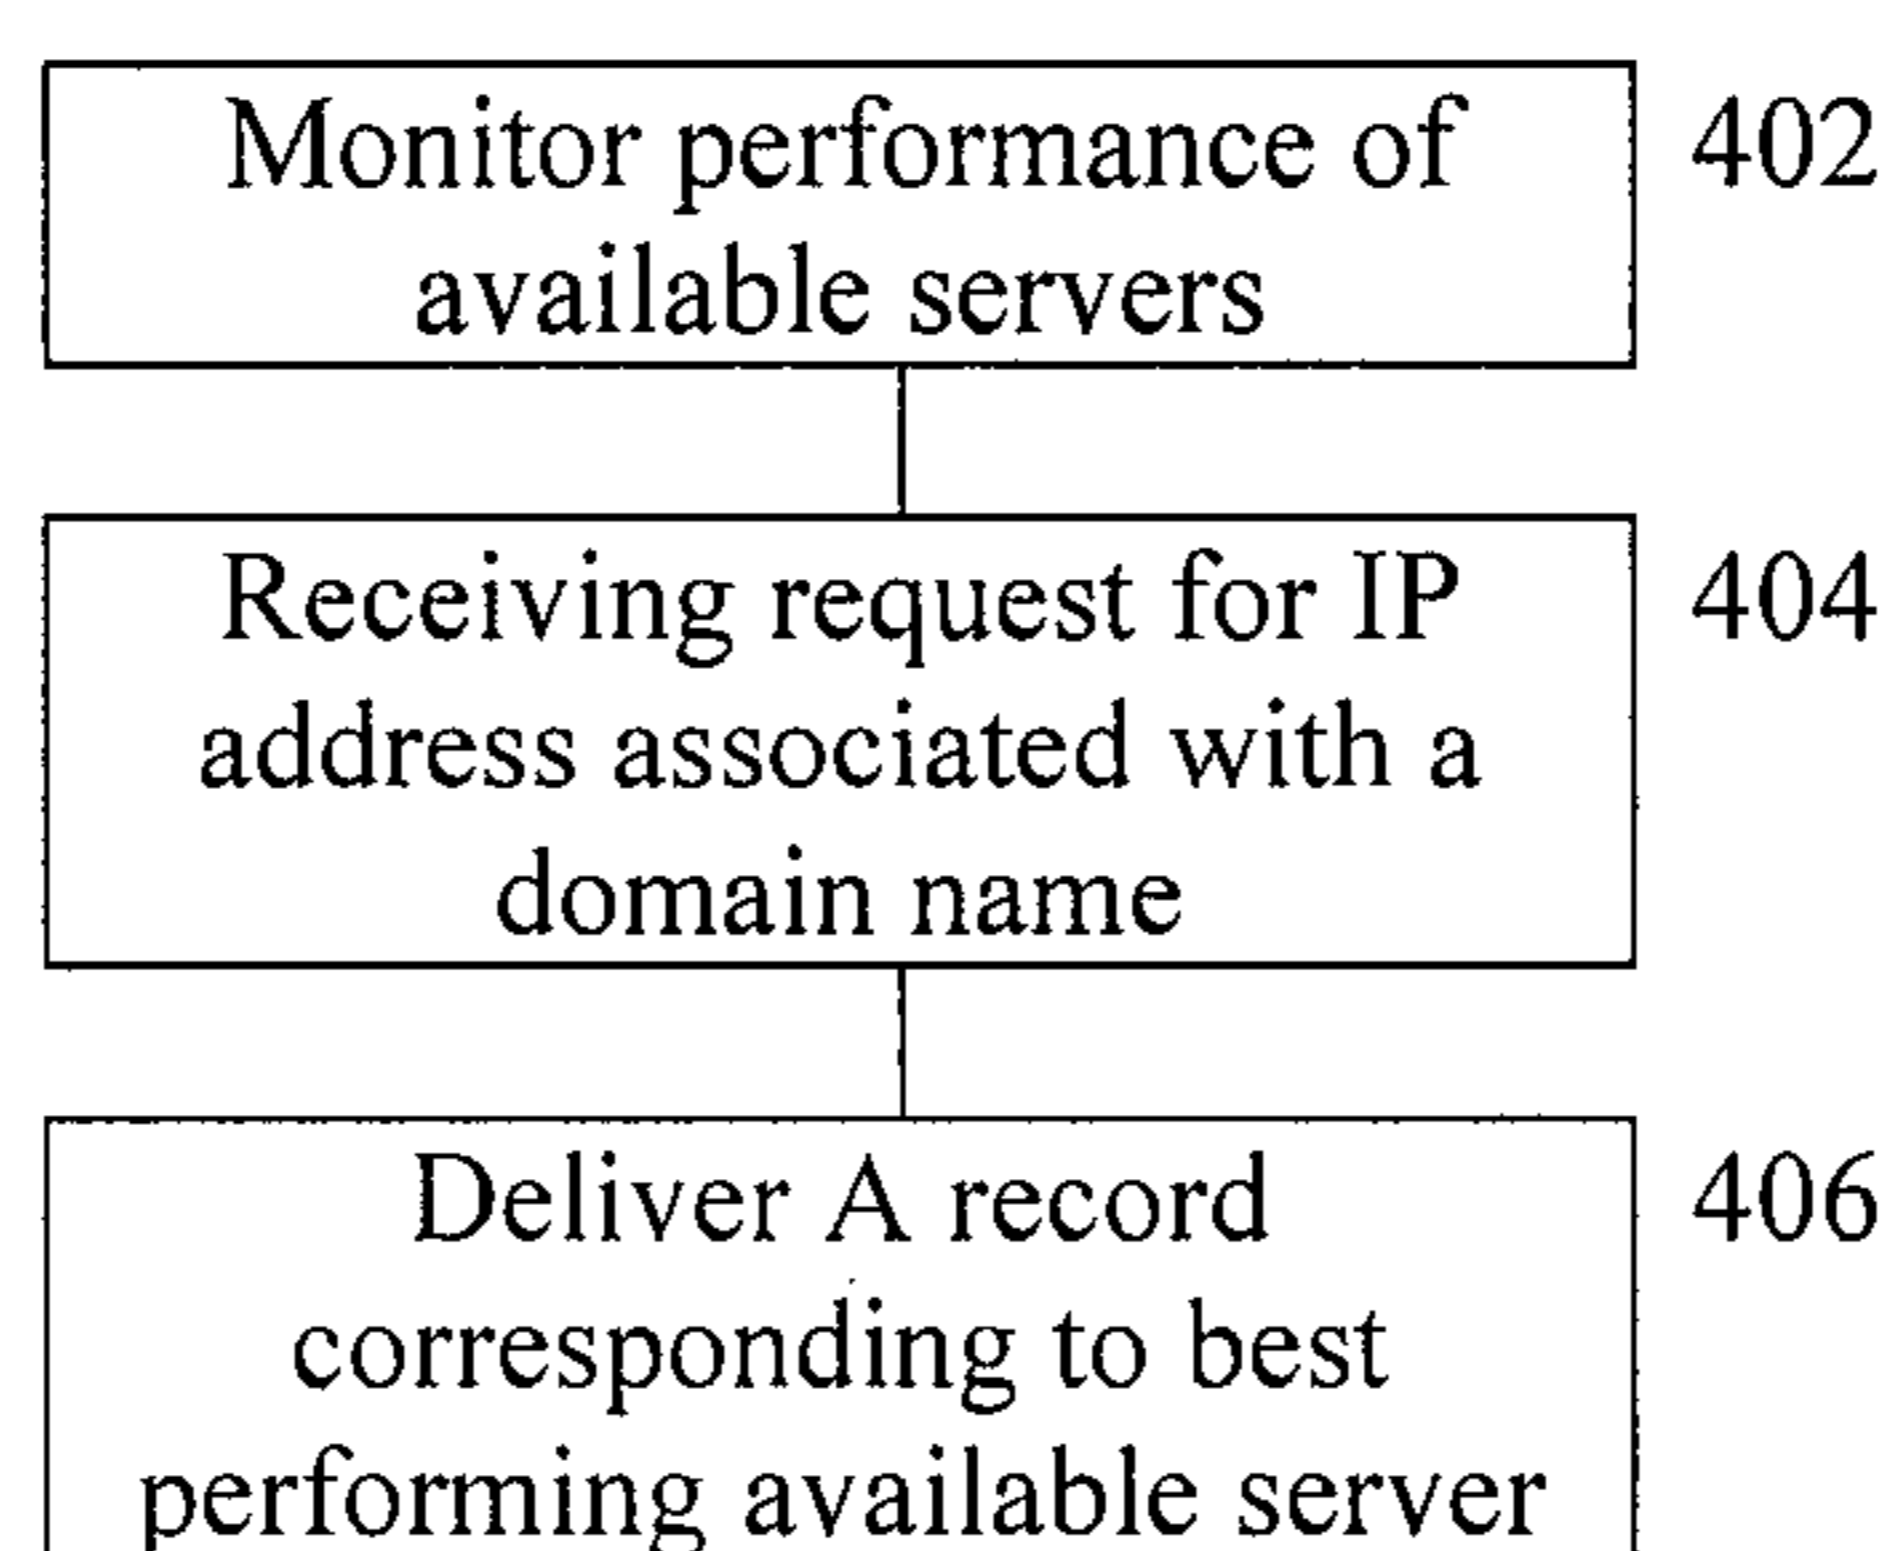 Monitor performance of 402
available servers
Receiving request for IP 404
address associated with a
domain name
Deliver A record 406
corresponding to best
performing available server